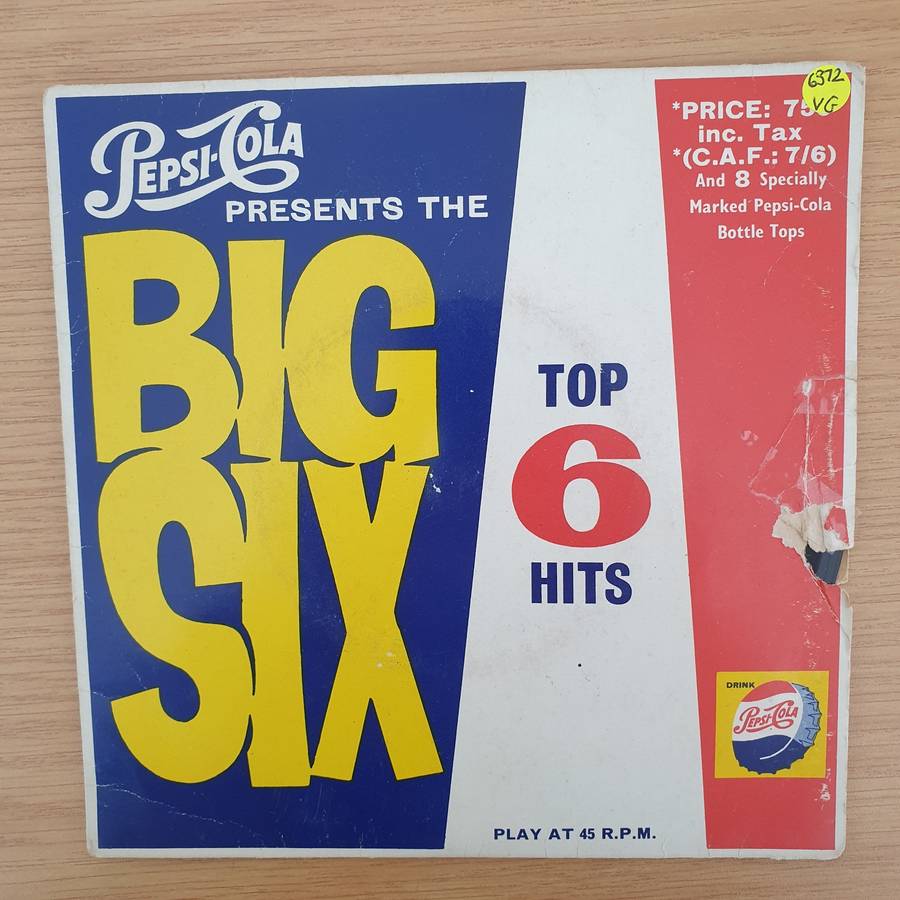 PEPSI-COLA
PRESENTS THE
BIG
SIX
TOP
6
HITS
PLAY AT 45 R.P.M.
6372
VG
*PRICE: 75
inc. Tax
*(C.A.F.: 7/6)
And 8 Specially
Marked Pepsi-Cola
Bottle Tops
DRINK
PEPSI-COLA